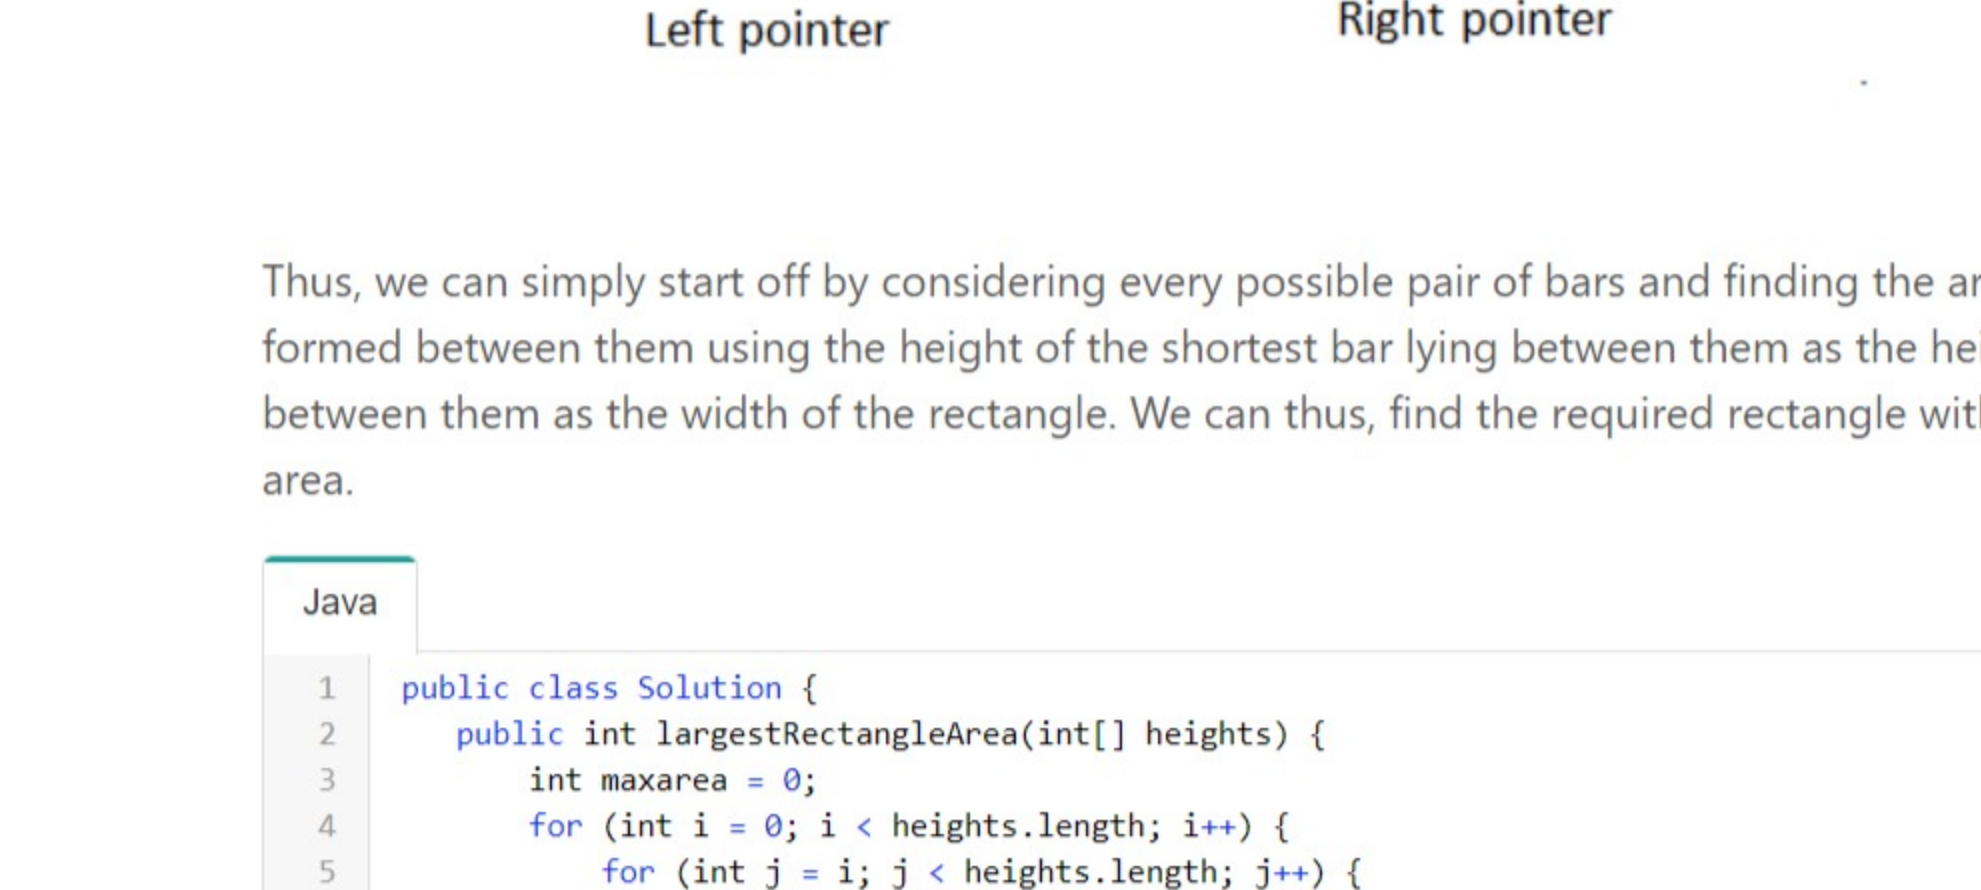 Left pointer
Right pointer
Thus, we can simply start off by considering every possible pair of bars and finding the
formed between them using the height of the shortest bar lying between them as the
between them as the width of the rectangle. We can thus, find the required rectangle
area.
Java
1 public class Solution {
2 public int largestRectangleArea(int[] heights) {
3 int maxarea = 0;
4 for (int i = 0; i < heights.length; i++) {
5 for (int j = i; j < heights.length; j++) {